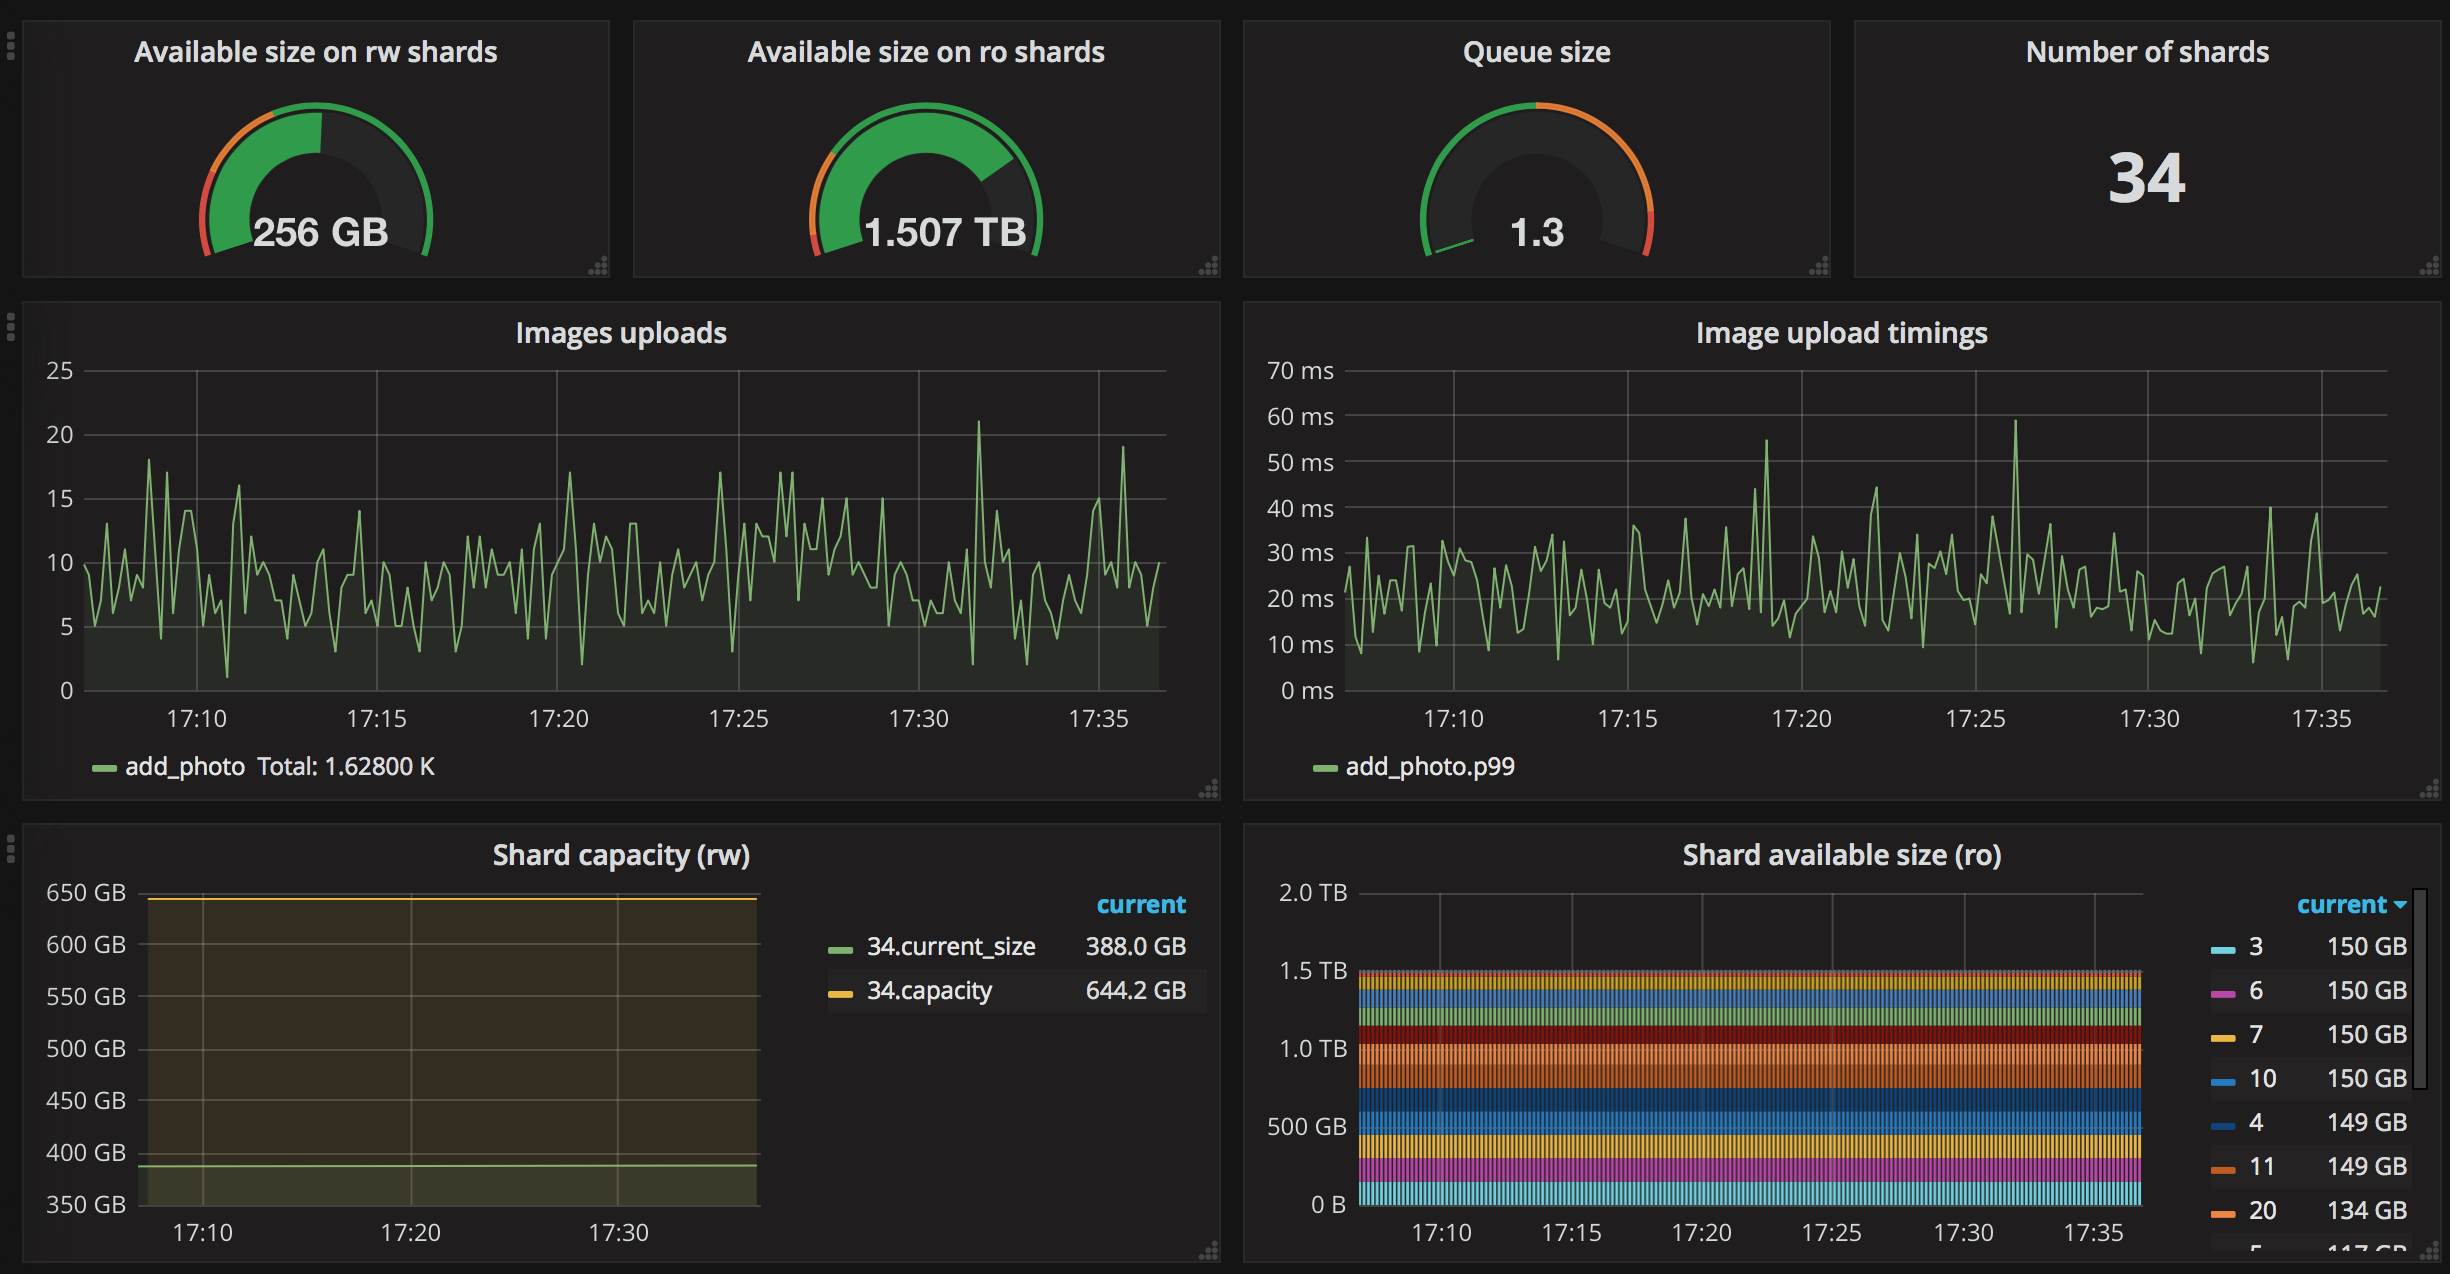 Available size on rw shards
256 GB
Available size on ro shards
1.507 TB
Queue size
1.3
Number of shards
34
Images uploads
25
20
15
10
5
0
17:10 17:15 17:20 17:25 17:30 17:35
add_photo Total: 1.62800 K
Image upload timings
70 ms
60 ms
50 ms
40 ms
30 ms
20 ms
10 ms
0 ms
17:10 17:15 17:20 17:25 17:30 17:35
add_photo.p99
Shard capacity (rw)
650 GB
600 GB
550 GB
500 GB
450 GB
400 GB
350 GB
17:10 17:20 17:30
current
34.current_size 388.0 GB
34.capacity 644.2 GB
Shard available size (ro)
2.0 TB
1.5 TB
1.0 TB
500 GB
0 B
17:10 17:15 17:20 17:25 17:30 17:35
current
3 150 GB
6 150 GB
7 150 GB
10 150 GB
4 149 GB
11 149 GB
20 134 GB